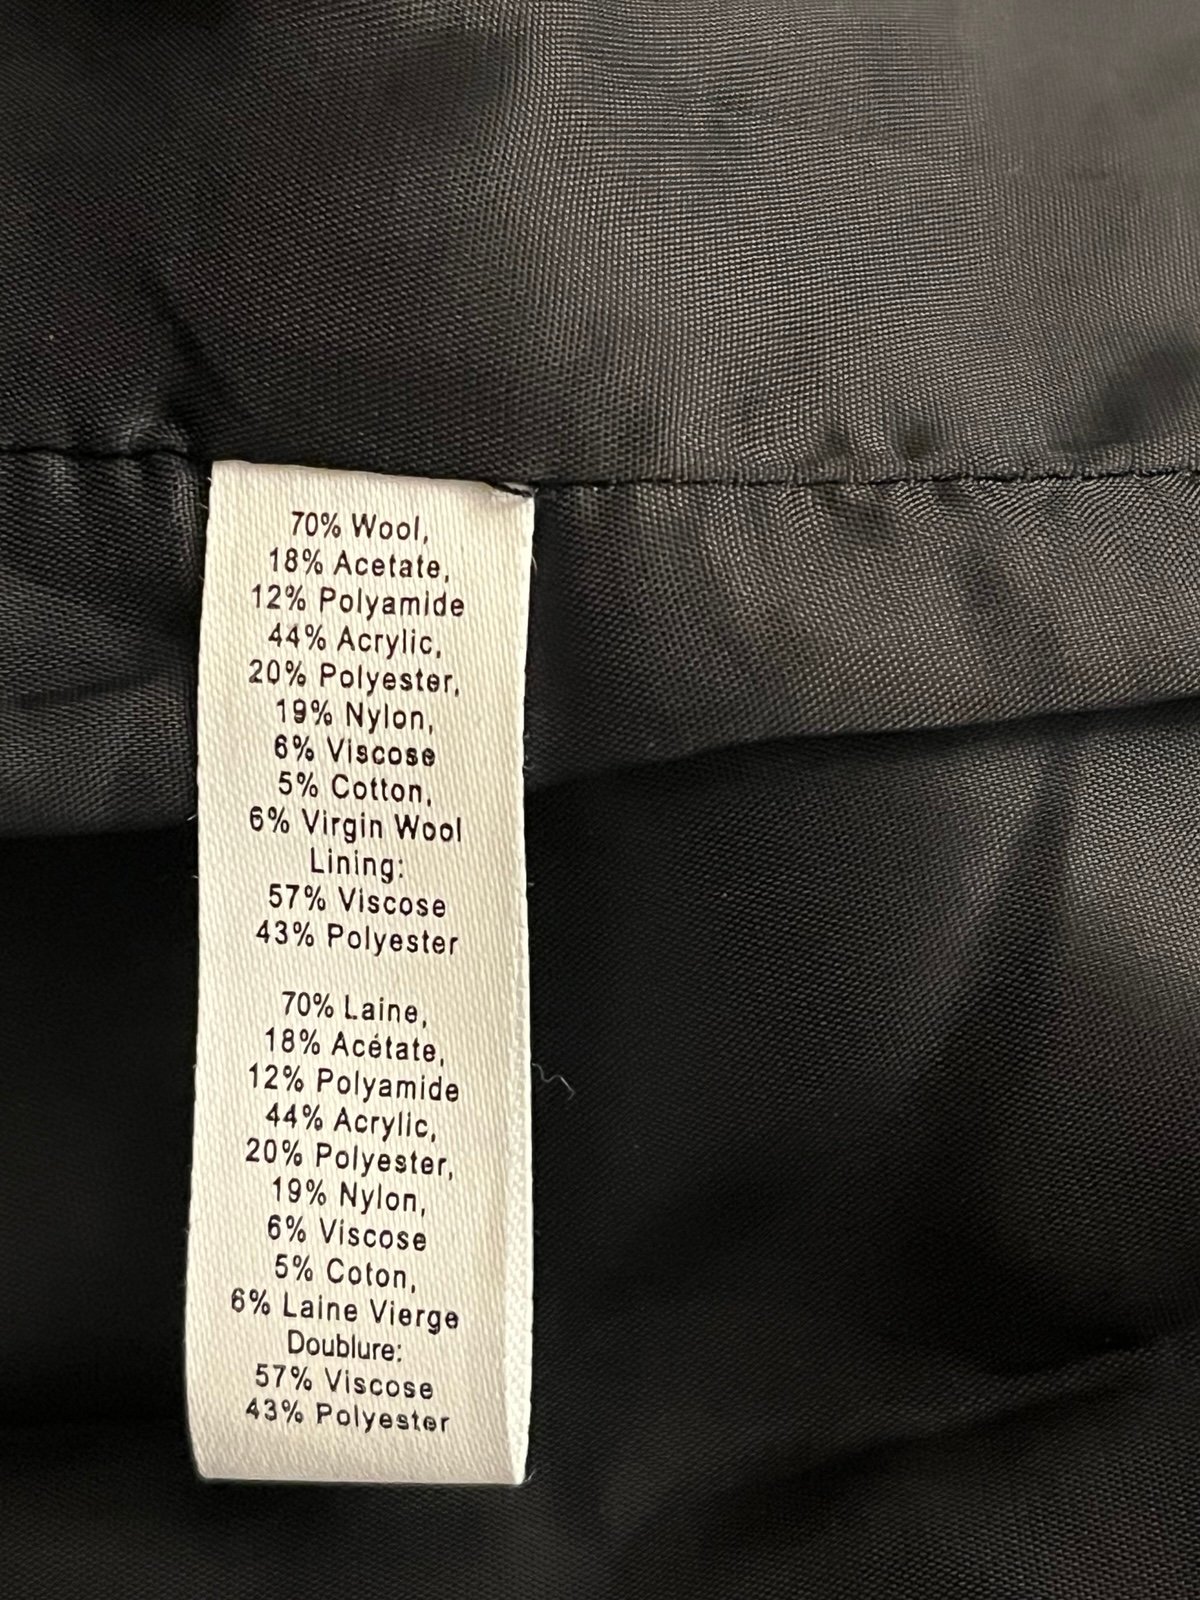 70% Wool,
18% Acetate,
12% Polyamide
44% Acrylic,
20% Polyester,
19% Nylon,
6% Viscose
5% Cotton,
6% Virgin Wool
Lining:
57% Viscose
43% Polyester
70% Laine,
18% Acétate,
12% Polyamide
44% Acrylic,
20% Polyester,
19% Nylon,
6% Viscose
5% Coton,
6% Laine Vierge
Doublure:
57% Viscose
43% Polyester